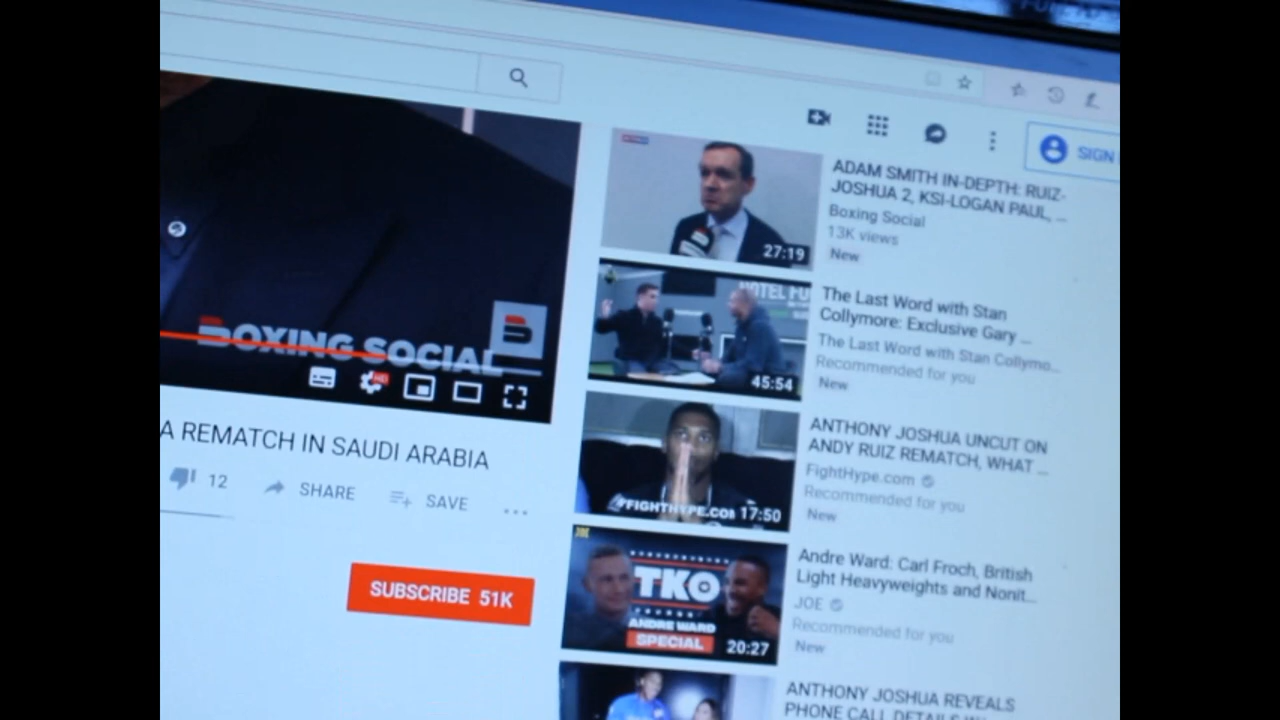 SIGN
BOXING SOCIAL
A REMATCH IN SAUDI ARABIA
12
SHARE
SAVE
...
SUBSCRIBE 51K
27:19
ADAM SMITH IN-DEPTH: RUIZ-
JOSHUA 2, KSI-LOGAN PAUL, ...
Boxing Social
13K views
New
45:54
The Last Word with Stan
Collymore: Exclusive Gary ...
The Last Word with Stan Collymo...
Recommended for you
New
FIGHTHYPE.COM 17:50
ANTHONY JOSHUA UNCUT ON
ANDY RUIZ REMATCH, WHAT ...
FightHype.com
Recommended for you
New
JOE
TKO
ANDRE WARD
SPECIAL
20:27
Andre Ward: Carl Froch, British
Light Heavyweights and Nonit...
JOE
Recommended for you
New
ANTHONY JOSHUA REVEALS
PHONE CALL DETAILS